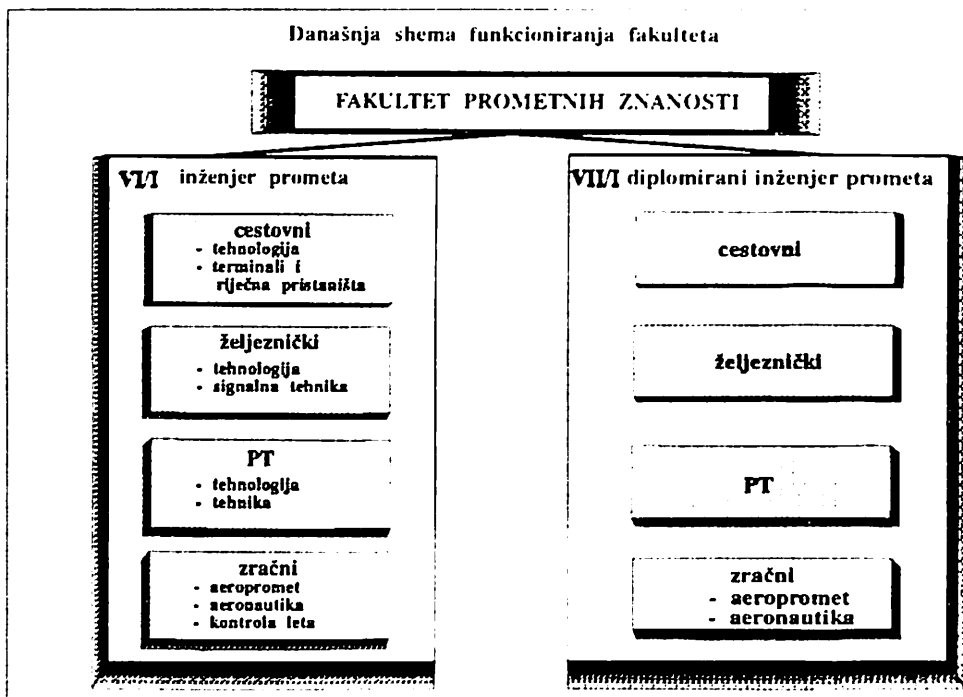 Današnja shema funkcioniranja fakulteta
FAKULTET PROMETNIH ZNANOSTI
VI/I inženjer prometa
cestovni
- tehnologija
- terminali i
riječna pristaništa
željeznički
- tehnologija
- signalna tehnika
PT
- tehnologija
- tehnika
zračni
- aeropromet
- aeronautika
- kontrola leta
VII/I diplomirani inženjer prometa
cestovni
željeznički
PT
zračni
- aeropromet
- aeronautika